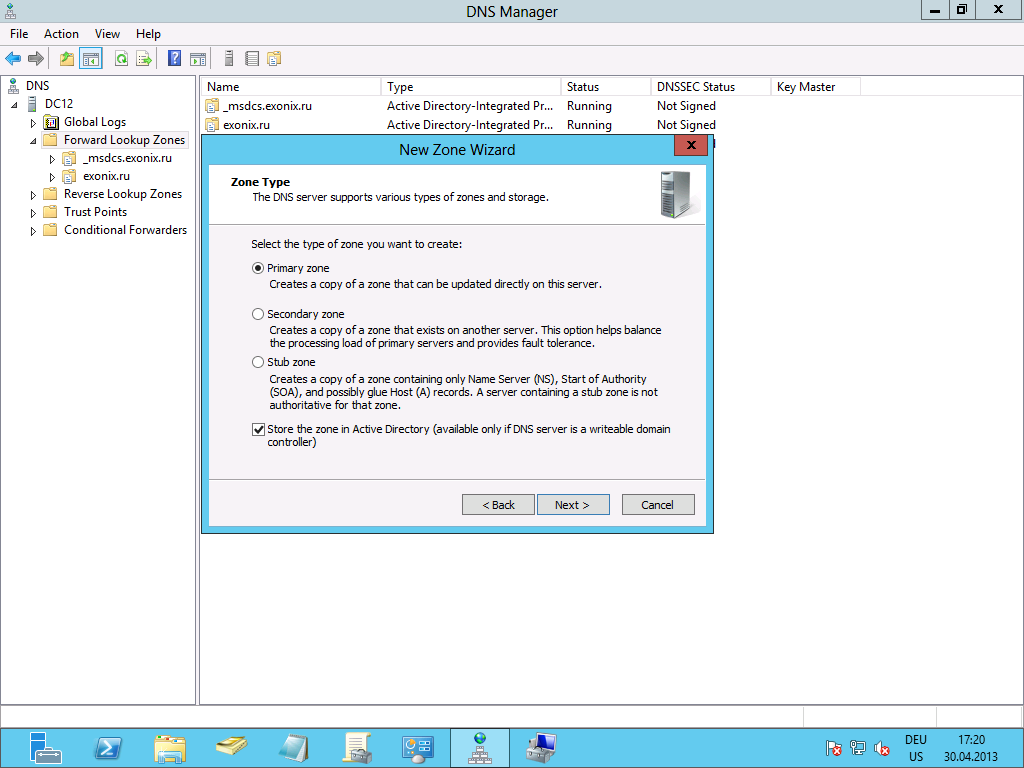 DNS Manager
File Action View Help
DNS
DC12
Global Logs
Forward Lookup Zones
_msdcs.exonix.ru
exonix.ru
Reverse Lookup Zones
Trust Points
Conditional Forwarders
Name Type Status DNSSEC Status Key Master
_msdcs.exonix.ru Active Directory-Integrated Pr... Running Not Signed
exonix.ru Active Directory-Integrated Pr... Running Not Signed
New Zone Wizard
Zone Type
The DNS server supports various types of zones and storage.
Select the type of zone you want to create:
Primary zone
Creates a copy of a zone that can be updated directly on this server.
Secondary zone
Creates a copy of a zone that exists on another server. This option helps balance
the processing load of primary servers and provides fault tolerance.
Stub zone
Creates a copy of a zone containing only Name Server (NS), Start of Authority
(SOA), and possibly glue Host (A) records. A server containing a stub zone is not
authoritative for that zone.
Store the zone in Active Directory (available only if DNS server is a writeable domain
controller)
< Back Next > Cancel
DEU 17:20
US 30.04.2013